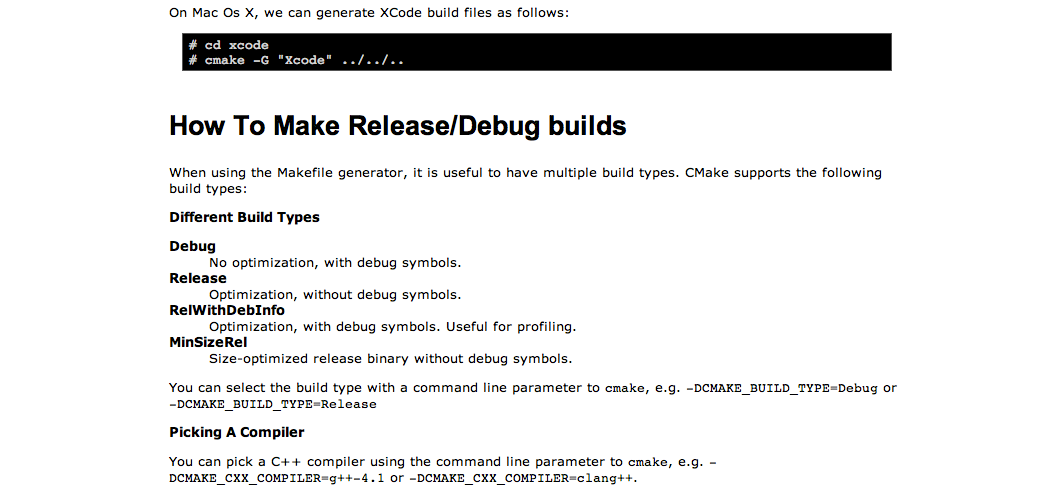 On Mac Os X, we can generate XCode build files as follows:
# cd xcode
# cmake -G "Xcode" ../../..
How To Make Release/Debug builds
When using the Makefile generator, it is useful to have multiple build types. CMake supports the following
build types:
Different Build Types
Debug
No optimization, with debug symbols.
Release
Optimization, without debug symbols.
RelWithDebInfo
Optimization, with debug symbols. Useful for profiling.
MinSizeRel
Size-optimized release binary without debug symbols.
You can select the build type with a command line parameter to cmake, e.g. -DCMAKE_BUILD_TYPE=Debug or
-DCMAKE_BUILD_TYPE=Release
Picking A Compiler
You can pick a C++ compiler using the command line parameter to cmake, e.g. -
DCMAKE_CXX_COMPILER=g++-4.1 or -DCMAKE_CXX_COMPILER=clang++.